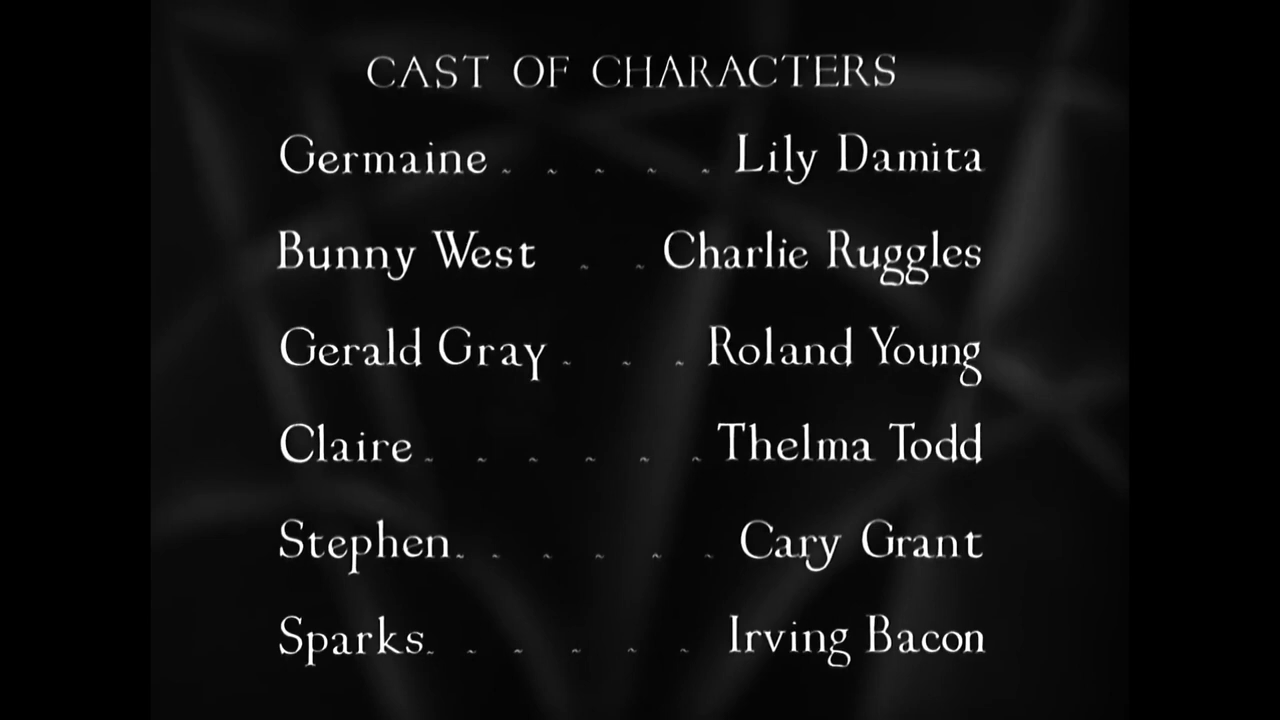 CAST OF CHARACTERS
Germaine . . . . . Lily Damita
Bunny West . . Charlie Ruggles
Gerald Gray . . . Roland Young
Claire . . . . . . Thelma Todd
Stephen . . . . . . Cary Grant
Sparks . . . . . . Irving Bacon